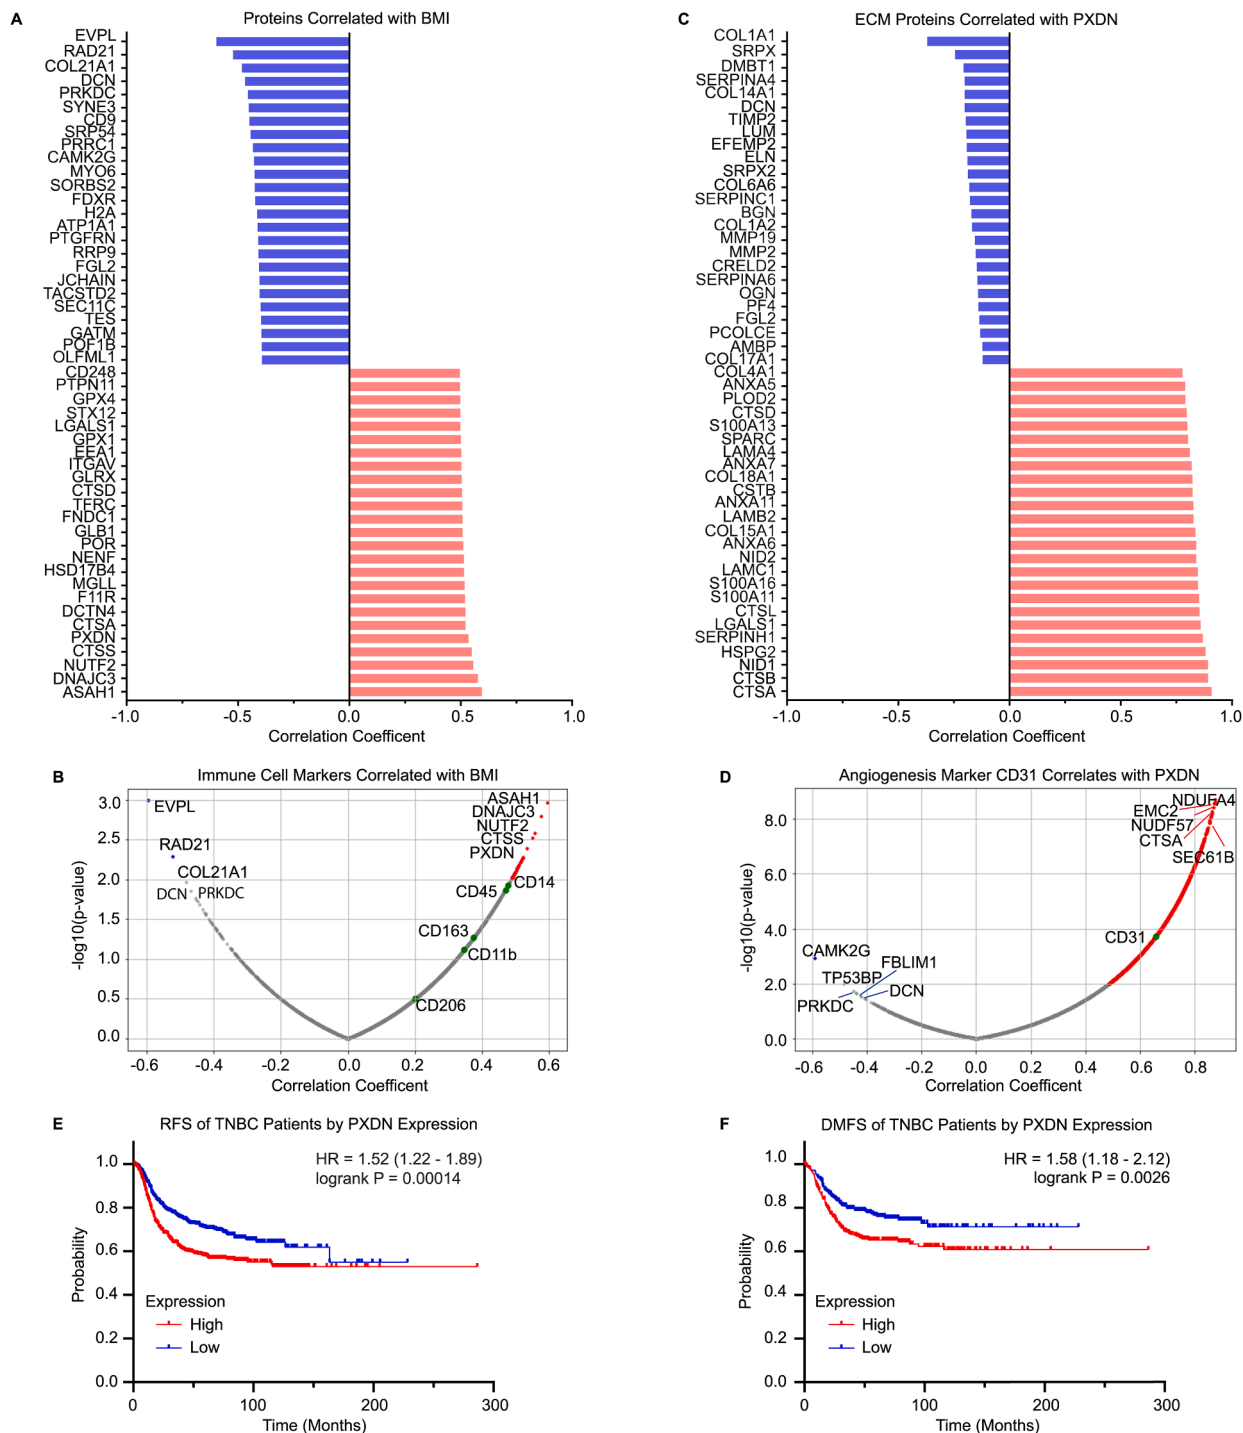 A
Proteins Correlated with BMI
EVPL
RAD21
COL21A1
DCN
PRKDC
SYNE3
CD9
SRP54
PRRC1
CAMK2G
MYO6
SORBS2
FDXR
H2A
ATP1A1
PTGFRN
RRP9
FGL2
JCHAIN
TACSTD2
SEC11C
TES
GATM
POF1B
OLFML1
CD248
PTPN11
GPX4
STX12
LGALS1
GPX1
EEA1
ITGAV
GLRX
CTSD
TFRC
FNDC1
GLB1
POR
NENF
HSD17B4
MGLL
F11R
DCTN4
CTSA
PXDN
CTSS
NUTF2
DNAJC3
ASAH1
-1.0 -0.5 0.0 0.5 1.0
Correlation Coefficent
C
ECM Proteins Correlated with PXDN
COL1A1
SRPX
DMBT1
SERPINA4
COL14A1
DCN
TIMP2
LUM
EFEMP2
ELN
SRPX2
COL6A6
SERPINC1
BGN
COL1A2
MMP19
MMP2
CRELD2
SERPINA6
OGN
PF4
FGL2
PCOLCE
AMBP
COL17A1
COL4A1
ANXA5
PLOD2
CTSD
S100A13
SPARC
LAMA4
ANXA7
COL18A1
CSTB
ANXA11
LAMB2
COL15A1
ANXA6
NID2
LAMC1
S100A16
S100A11
CTSL
LGALS1
SERPINH1
HSPG2
NID1
CTSB
CTSA
-1.0 -0.5 0.0 0.5 1.0
Correlation Coefficent
B
Immune Cell Markers Correlated with BMI
-log10(p-value)
3.0
2.5
2.0
1.5
1.0
0.5
0.0
EVPL
RAD21
COL21A1
DCN
PRKDC
ASAH1
DNAJC3
NUTF2
CTSS
PXDN
CD14
CD45
CD163
CD11b
CD206
-0.6 -0.4 -0.2 0.0 0.2 0.4 0.6
Correlation Coefficent
D
Angiogenesis Marker CD31 Correlates with PXDN
-log10(p-value)
8.0
6.0
4.0
2.0
0.0
NDUFA4
EMC2
NUDF57
CTSA
SEC61B
CD31
CAMK2G
FBLIM1
TP53BP
DCN
PRKDC
-0.6 -0.4 -0.2 0.0 0.2 0.4 0.6 0.8
Correlation Coefficent
E
RFS of TNBC Patients by PXDN Expression
HR = 1.52 (1.22 - 1.89)
logrank P = 0.00014
Probability
1.0
0.8
0.6
0.4
0.2
0.0
Expression
High
Low
0 100 200 300
Time (Months)
F
DMFS of TNBC Patients by PXDN Expression
HR = 1.58 (1.18 - 2.12)
logrank P = 0.0026
Probability
1.0
0.8
0.6
0.4
0.2
0.0
Expression
High
Low
0 100 200 300
Time (Months)